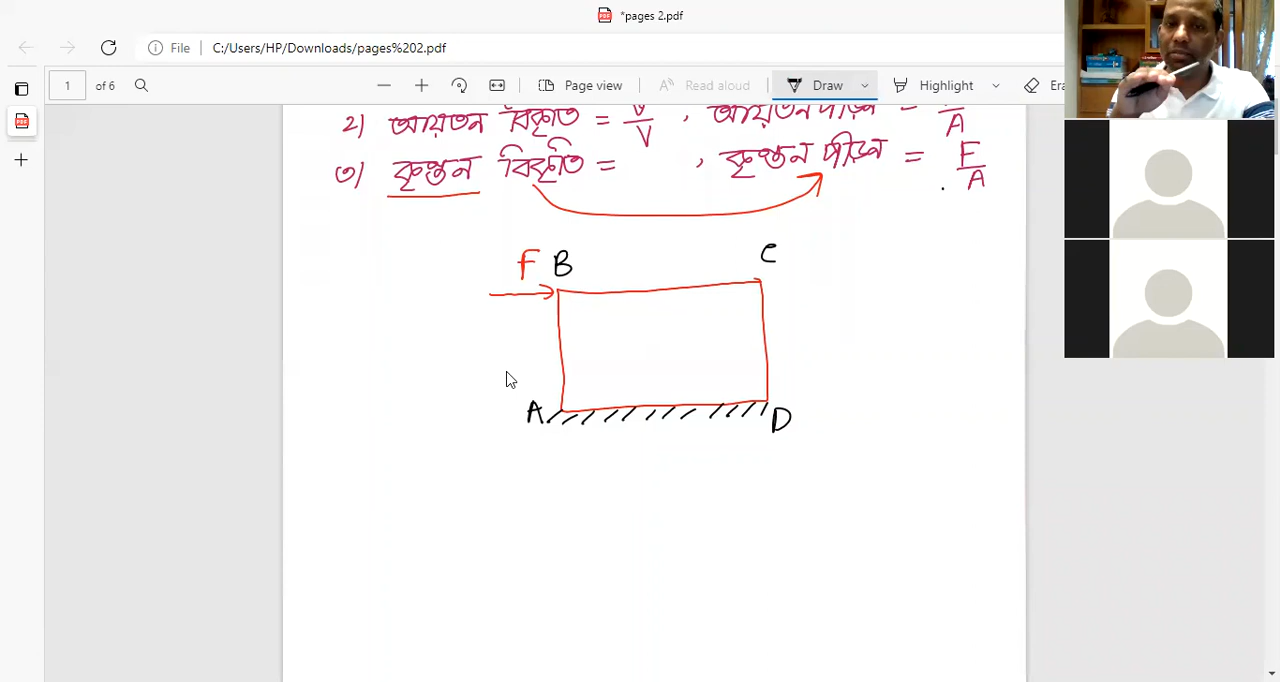 *pages 2.pdf
File C:/Users/HP/Downloads/pages%202.pdf
1 of 6 Page view Read aloud Draw Highlight Era
২) আয়তন বিকৃতি = v/V , আয়তন পীড়ন = F/A
৩) কৃন্তন বিকৃতি = , কৃন্তন পীড়ন = F/A
F B C
A D